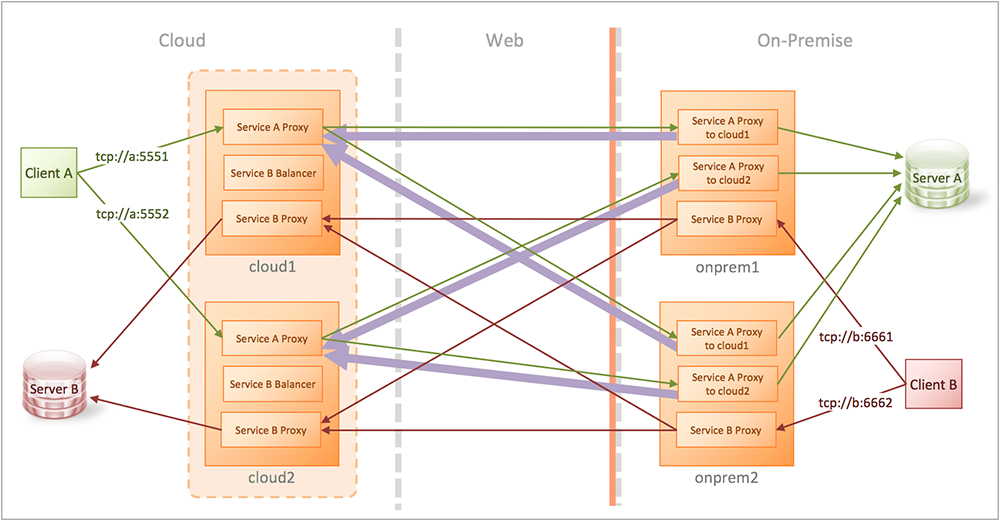 Cloud
Web
On-Premise
Client A
tcp://a:5551
tcp://a:5552
Service A Proxy
Service B Balancer
Service B Proxy
cloud1
Service A Proxy
Service B Balancer
Service B Proxy
cloud2
Server B
Service A Proxy
to cloud1
Service A Proxy
to cloud2
Service B Proxy
onprem1
Service A Proxy
to cloud1
Service A Proxy
to cloud2
Service B Proxy
onprem2
Server A
tcp://b:6661
tcp://b:6662
Client B